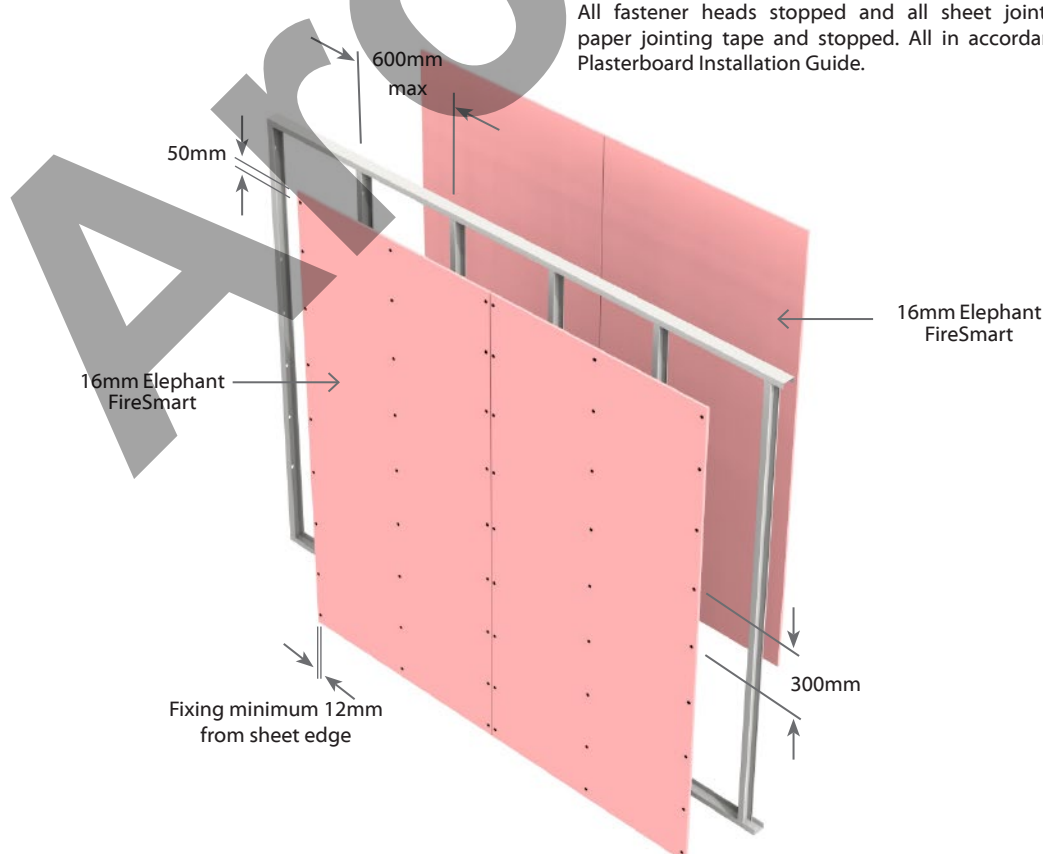 All fastener heads stopped and all sheet joint
paper jointing tape and stopped. All in accordan
Plasterboard Installation Guide.
600mm
max
50mm
16mm Elephant
FireSmart
16mm Elephant
FireSmart
300mm
Fixing minimum 12mm
from sheet edge